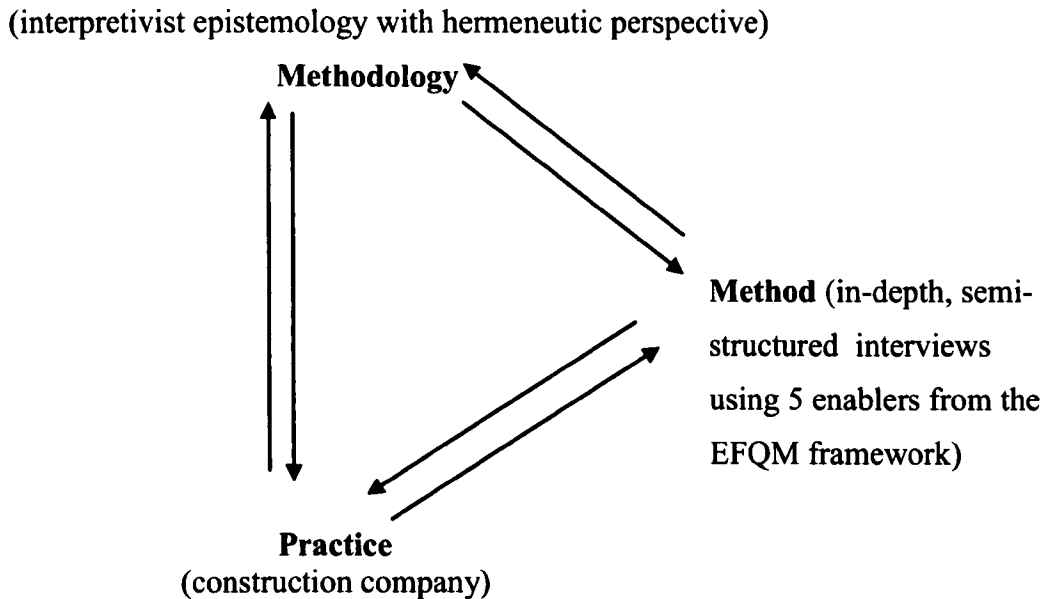 (interpretivist epistemology with hermeneutic perspective)
Methodology
Method (in-depth, semi-
structured interviews
using 5 enablers from the
EFQM framework)
Practice
(construction company)